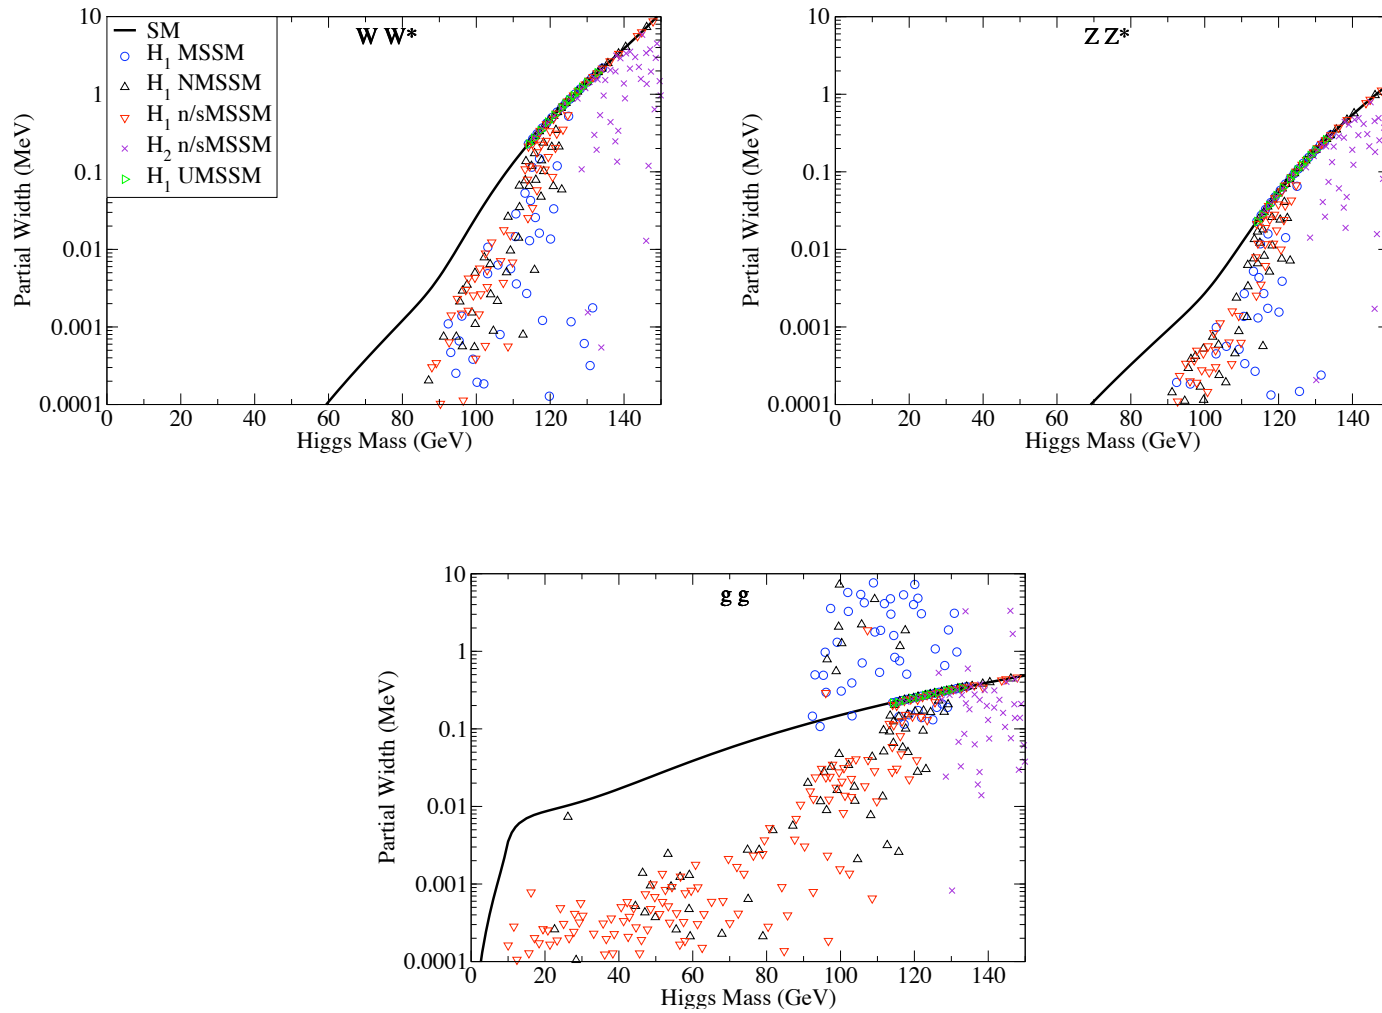 W W*
SM
H1 MSSM
H1 NMSSM
H1 n/sMSSM
H2 n/sMSSM
H1 UMSSM
Partial Width (MeV)
10
1
0.1
0.01
0.001
0.0001
0 20 40 60 80 100 120 140
Higgs Mass (GeV)
Z Z*
Partial Width (MeV)
10
1
0.1
0.01
0.001
0.0001
0 20 40 60 80 100 120 140
Higgs Mass (GeV)
g g
Partial Width (MeV)
10
1
0.1
0.01
0.001
0.0001
0 20 40 60 80 100 120 140
Higgs Mass (GeV)